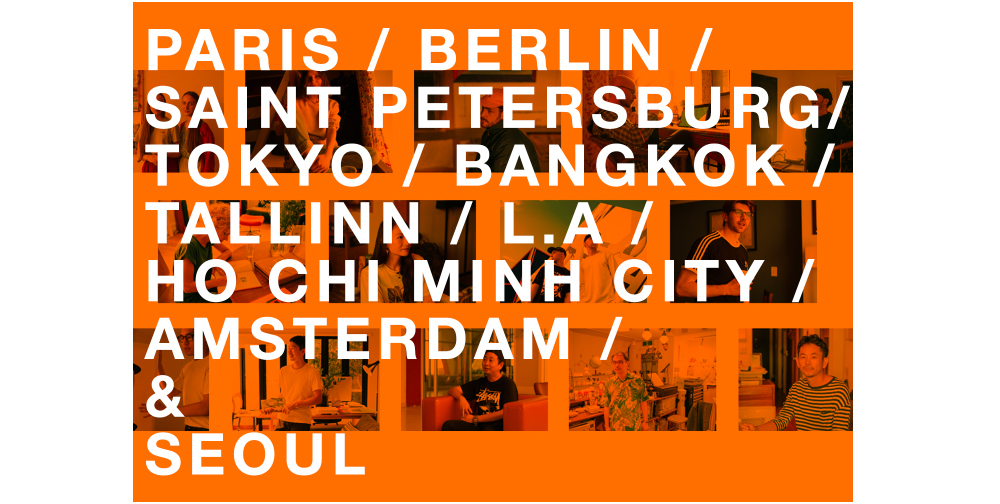 PARIS / BERLIN /
SAINT PETERSBURG/
TOKYO / BANGKOK /
TALLINN / L.A /
HO CHI MINH CITY /
AMSTERDAM /
&
SEOUL